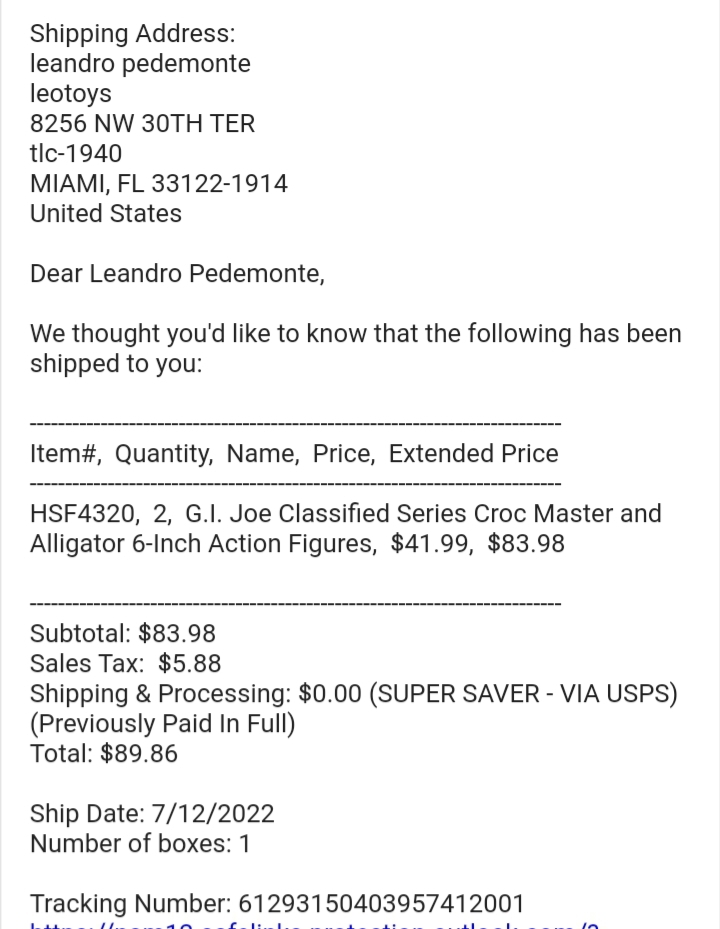 Shipping Address:
leandro pedemonte
leotoys
8256 NW 30TH TER
tlc-1940
MIAMI, FL 33122-1914
United States
Dear Leandro Pedemonte,
We thought you'd like to know that the following has been
shipped to you:
----------------------------------------------------------------------------
Item#,  Quantity,  Name,  Price,  Extended Price
----------------------------------------------------------------------------
HSF4320,  2,  G.I. Joe Classified Series Croc Master and
Alligator 6-Inch Action Figures,  $41.99,  $83.98
----------------------------------------------------------------------------
Subtotal: $83.98
Sales Tax:  $5.88
Shipping & Processing: $0.00 (SUPER SAVER - VIA USPS)
(Previously Paid In Full)
Total: $89.86
Ship Date: 7/12/2022
Number of boxes: 1
Tracking Number: 61293150403957412001